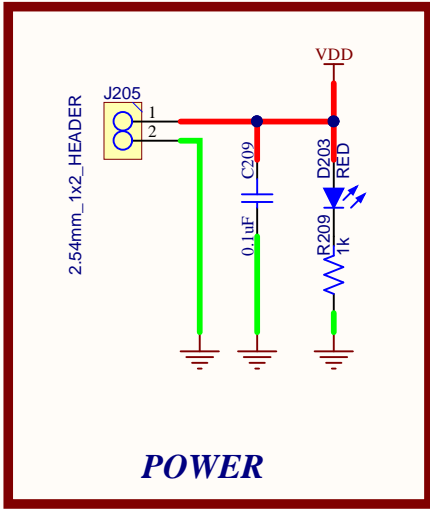 VDD
J205
1
2
2.54mm_1x2_HEADER
C209
0.1uF
D203
RED
R209
1k
POWER